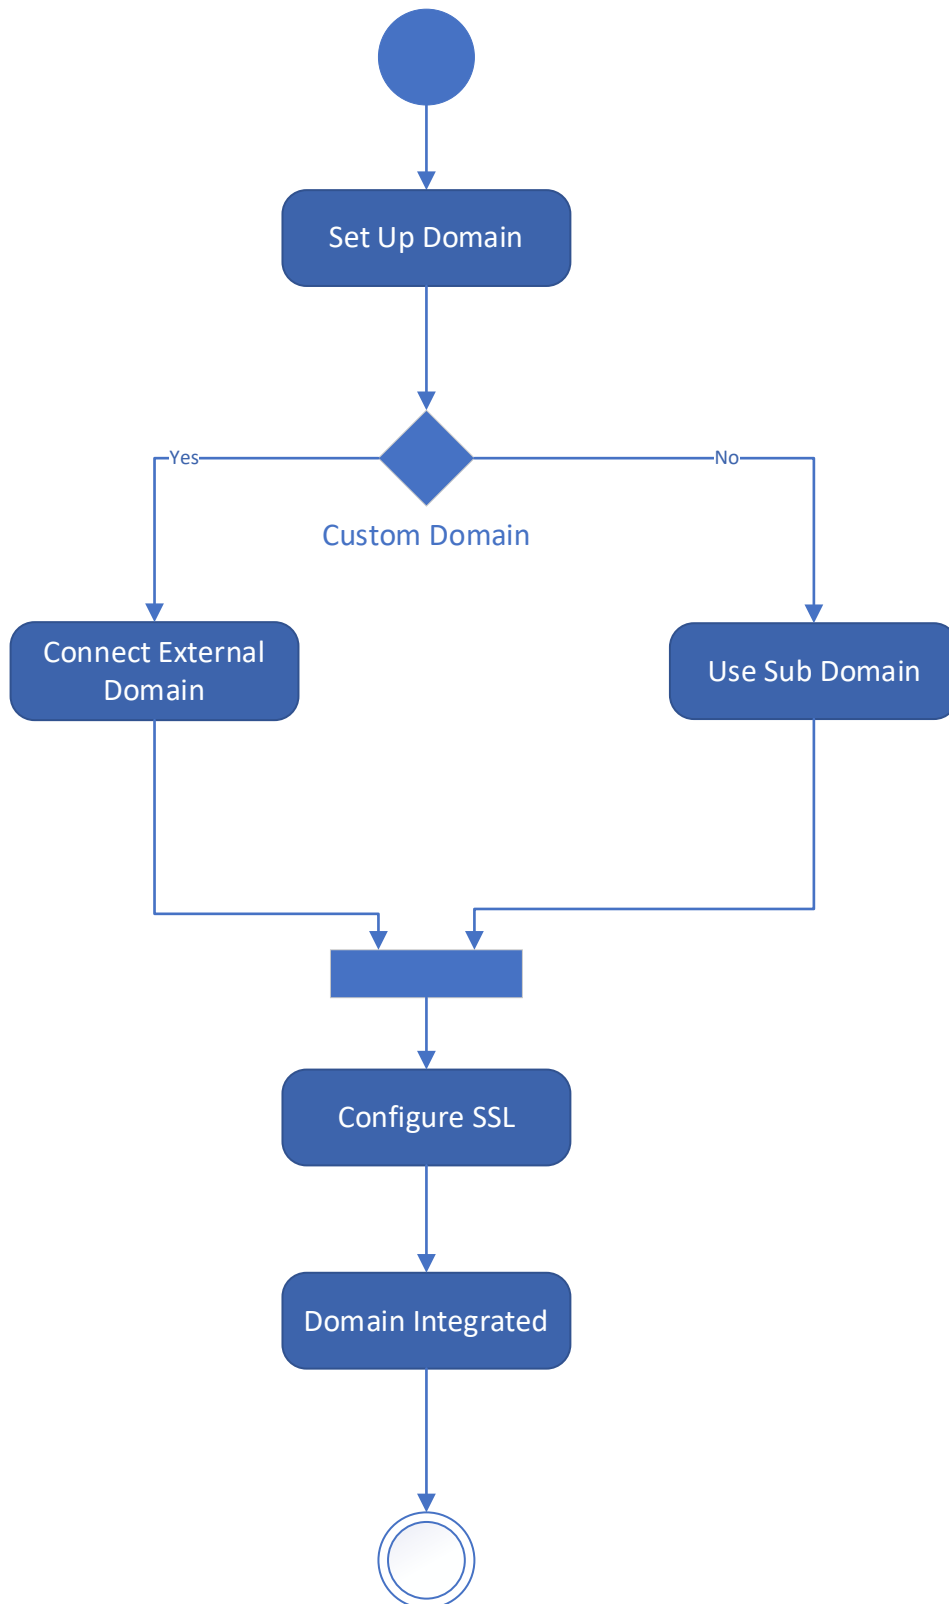 Set Up Domain
Yes
No
Custom Domain
Connect External
Domain
Use Sub Domain
Configure SSL
Domain Integrated